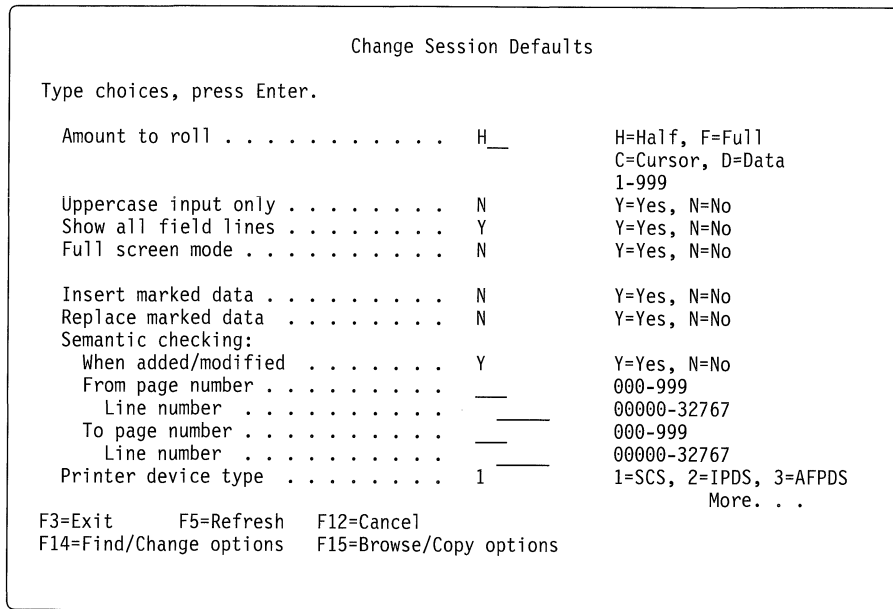 Change Session Defaults
Type choices, press Enter.
Amount to roll . . . . . . . . . . . H__ H=Half, F=Full
C=Cursor, D=Data
1-999
Uppercase input only . . . . . . . . N Y=Yes, N=No
Show all field lines . . . . . . . . Y Y=Yes, N=No
Full screen mode . . . . . . . . . . N Y=Yes, N=No
Insert marked data . . . . . . . . . N Y=Yes, N=No
Replace marked data . . . . . . . . N Y=Yes, N=No
Semantic checking:
When added/modified . . . . . . . Y Y=Yes, N=No
From page number . . . . . . . . . ___ 000-999
Line number . . . . . . . . . . _____ 00000-32767
To page number . . . . . . . . . . ___ 000-999
Line number . . . . . . . . . . _____ 00000-32767
Printer device type . . . . . . . . 1 1=SCS, 2=IPDS, 3=AFPDS
More. . .
F3=Exit F5=Refresh F12=Cancel
F14=Find/Change options F15=Browse/Copy options